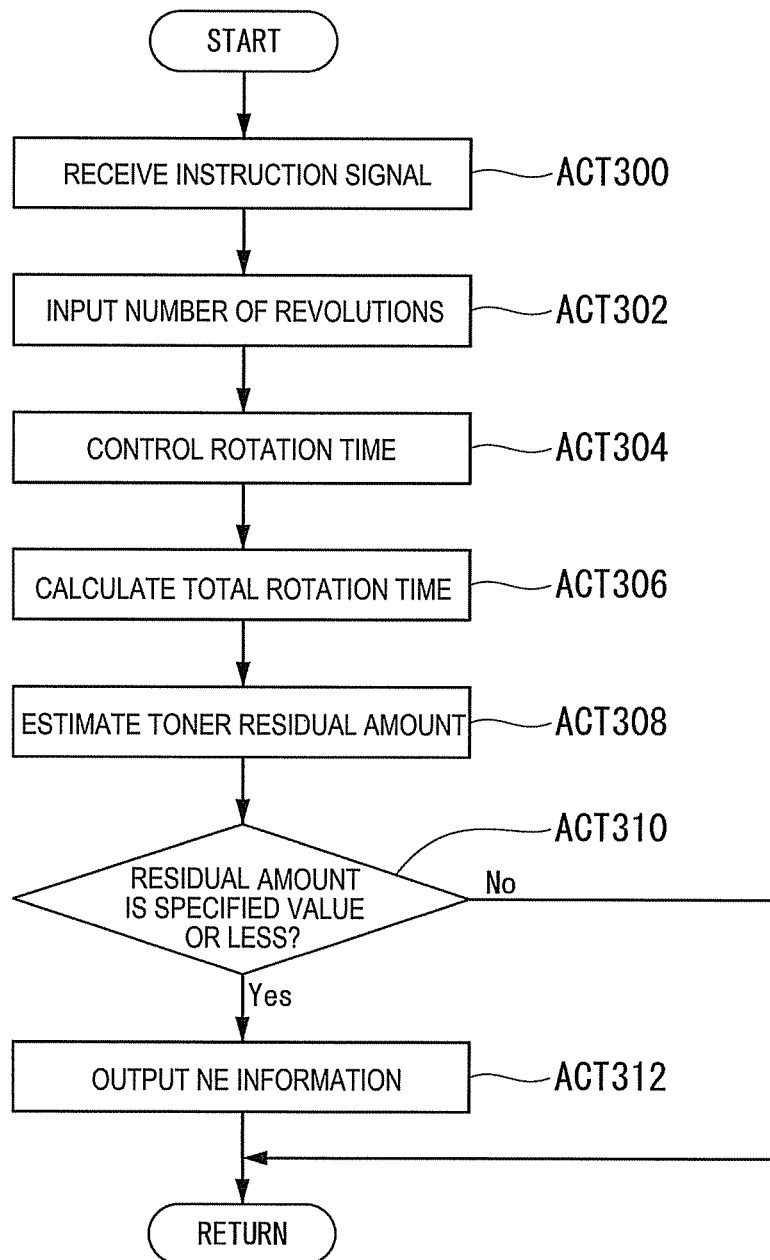 START
RECEIVE INSTRUCTION SIGNAL
ACT300
INPUT NUMBER OF REVOLUTIONS
ACT302
CONTROL ROTATION TIME
ACT304
CALCULATE TOTAL ROTATION TIME
ACT306
ESTIMATE TONER RESIDUAL AMOUNT
ACT308
ACT310
RESIDUAL AMOUNT
IS SPECIFIED VALUE
OR LESS?
No
Yes
OUTPUT NE INFORMATION
ACT312
RETURN